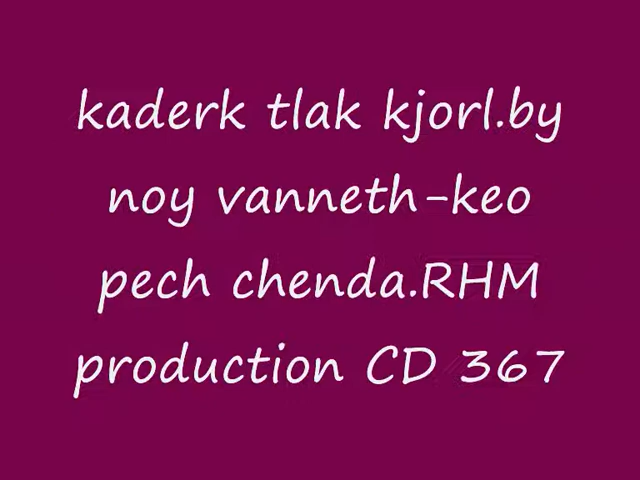 kaderk tlak kjorl.by
noy vanneth-keo
pech chenda.RHM
production CD 367